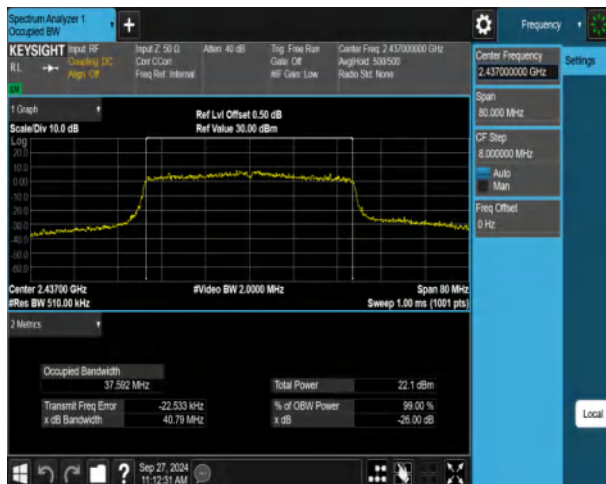 Spectrum Analyzer 1
Occupied BW
+
Frequency
KEYSIGHT Input: RF
RL
Coupling: DC
Align: Off
Input Z: 50 Ω
Corr CCorr
Freq Ref: Internal
Atten: 40 dB
Trig: Free Run
Gate: Off
#IF Gain: Low
Center Freq: 2.437000000 GHz
Avg|Hold: 500/500
Radio Std: None
Center Frequency
2.437000000 GHz
Settings
Span
80.000 MHz
CF Step
8.000000 MHz
Auto
Man
Freq Offset
0 Hz
1 Graph
Scale/Div 10.0 dB
Ref Lvl Offset 0.50 dB
Ref Value 30.00 dBm
Log
20.0
10.0
0.00
-10.0
-20.0
-30.0
-40.0
-50.0
-60.0
Center 2.43700 GHz
#Res BW 510.00 kHz
#Video BW 2.0000 MHz
Span 80 MHz
Sweep 1.00 ms (1001 pts)
2 Metrics
Occupied Bandwidth
37.592 MHz
Total Power 22.1 dBm
Transmit Freq Error -22.533 kHz
% of OBW Power 99.00 %
x dB Bandwidth 40.79 MHz
x dB -26.00 dB
Local
?
Sep 27, 2024
11:12:31 AM